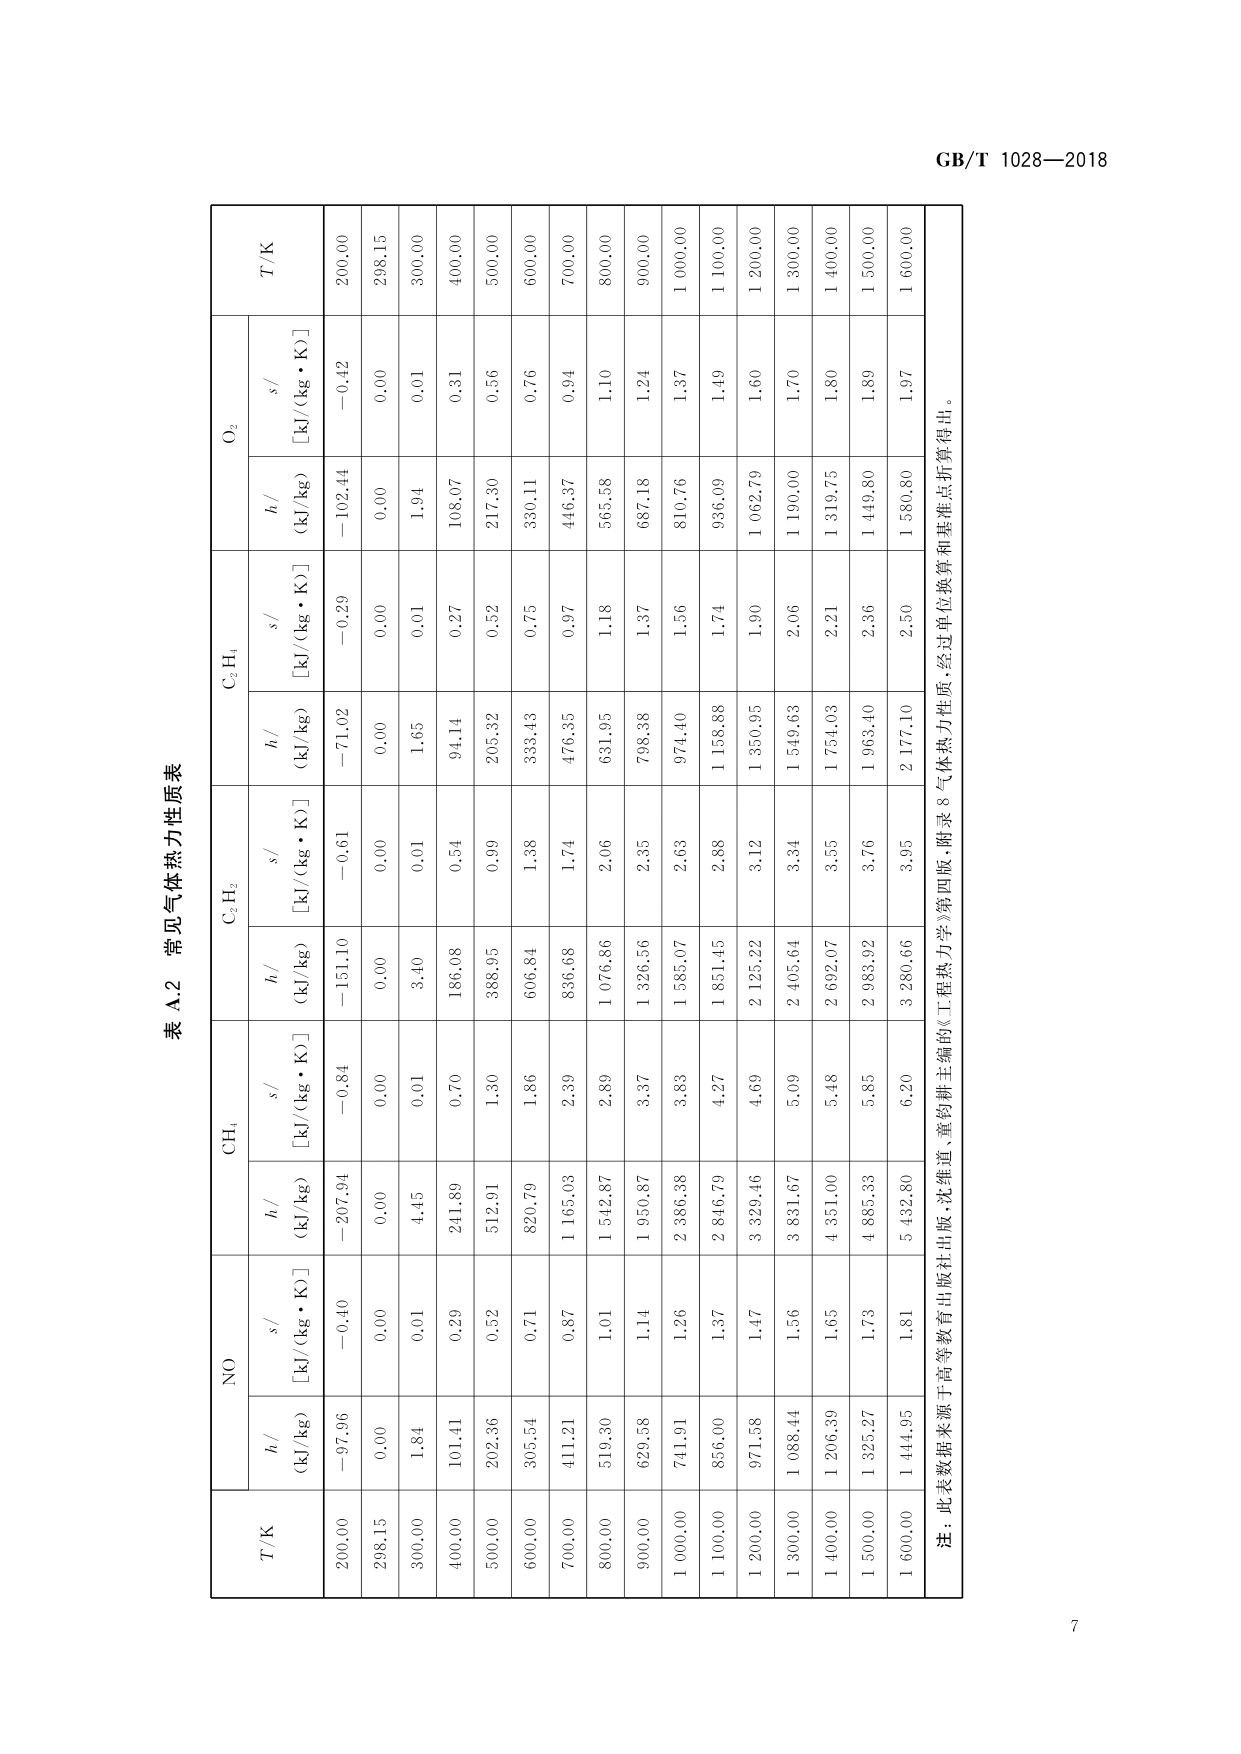 GB/T 1028—2018
表 A.2 常见气体热力性质表
T/K NO CH₄ C₂H₂ C₂H₄ O₂ T/K
h/ s/ h/ s/ h/ s/ h/ s/ h/ s/
(kJ/kg) [kJ/(kg·K)] (kJ/kg) [kJ/(kg·K)] (kJ/kg) [kJ/(kg·K)] (kJ/kg) [kJ/(kg·K)] (kJ/kg) [kJ/(kg·K)]
200.00 −97.96 −0.40 −207.94 −0.84 −151.10 −0.61 −71.02 −0.29 −102.44 −0.42 200.00
298.15 0.00 0.00 0.00 0.00 0.00 0.00 0.00 0.00 0.00 0.00 298.15
300.00 1.84 0.01 4.45 0.01 3.40 0.01 1.65 0.01 1.94 0.01 300.00
400.00 101.41 0.29 241.89 0.70 186.08 0.54 94.14 0.27 108.07 0.31 400.00
500.00 202.36 0.52 512.91 1.30 388.95 0.99 205.32 0.52 217.30 0.56 500.00
600.00 305.54 0.71 820.79 1.86 606.84 1.38 333.43 0.75 330.11 0.76 600.00
700.00 411.21 0.87 1 165.03 2.39 836.68 1.74 476.35 0.97 446.37 0.94 700.00
800.00 519.30 1.01 1 542.87 2.89 1 076.86 2.06 631.95 1.18 565.58 1.10 800.00
900.00 629.58 1.14 1 950.87 3.37 1 326.56 2.35 798.38 1.37 687.18 1.24 900.00
1 000.00 741.91 1.26 2 386.38 3.83 1 585.07 2.63 974.40 1.56 810.76 1.37 1 000.00
1 100.00 856.00 1.37 2 846.79 4.27 1 851.45 2.88 1 158.88 1.74 936.09 1.49 1 100.00
1 200.00 971.58 1.47 3 329.46 4.69 2 125.22 3.12 1 350.95 1.90 1 062.79 1.60 1 200.00
1 300.00 1 088.44 1.56 3 831.67 5.09 2 405.64 3.34 1 549.63 2.06 1 190.00 1.70 1 300.00
1 400.00 1 206.39 1.65 4 351.00 5.48 2 692.07 3.55 1 754.03 2.21 1 319.75 1.80 1 400.00
1 500.00 1 325.27 1.73 4 885.33 5.85 2 983.92 3.76 1 963.40 2.36 1 449.80 1.89 1 500.00
1 600.00 1 444.95 1.81 5 432.80 6.20 3 280.66 3.95 2 177.10 2.50 1 580.80 1.97 1 600.00
注：此表数据来源于高等教育出版社出版,沈维道、童钧耕主编的《工程热力学》第四版,附录 8 气体热力性质,经过单位换算和基准点折算得出。
7